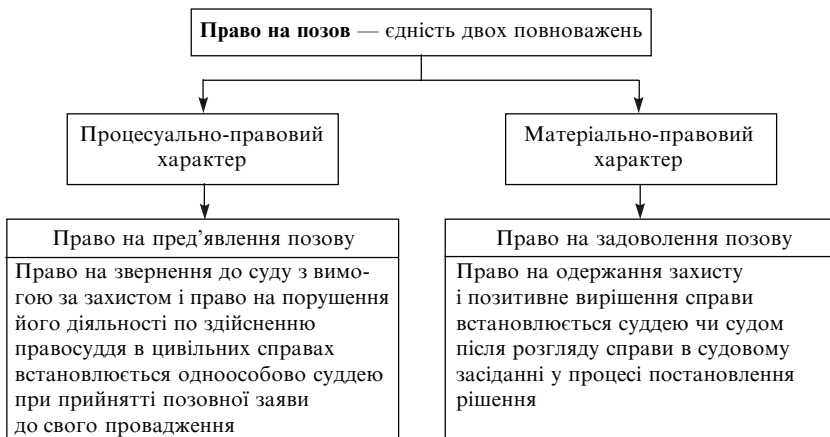 Право на позов — єдність двох повноважень
Процесуально-правовий
характер
Матеріально-правовий
характер
Право на пред’явлення позову
Право на звернення до суду з вимо-
гою за захистом і право на порушення
його діяльності по здійсненню
правосуддя в цивільних справах
встановлюється одноособово суддею
при прийнятті позовної заяви
до свого провадження
Право на задоволення позову
Право на одержання захисту
і позитивне вирішення справи
встановлюється суддею чи судом
після розгляду справи в судовому
засіданні у процесі постановлення
рішення